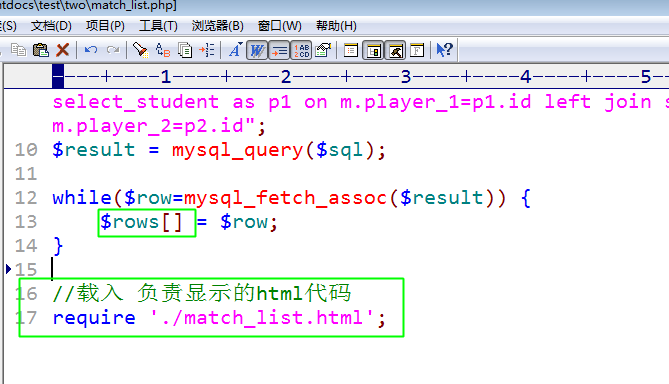 ntdocs\test\two\match_list.php]
(S) 文档(D) 项目(P) 工具(T) 浏览器(B) 窗口(W) 帮助(H)
1 2 3 4 5
select_student as p1 on m.player_1=p1.id left join s
m.player_2=p2.id";
10 $result = mysql_query($sql);
11
12 while($row=mysql_fetch_assoc($result)) {
13 $rows[] = $row;
14 }
15
16 //载入 负责显示的html代码
17 require './match_list.html';